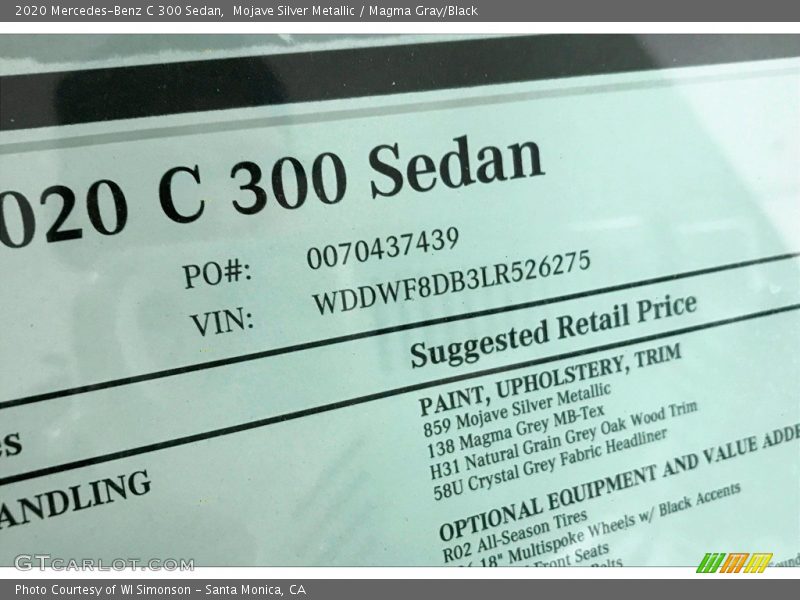 2020 Mercedes-Benz C 300 Sedan, Mojave Silver Metallic / Magma Gray/Black
020 C 300 Sedan
PO#: 0070437439
VIN: WDDWF8DB3LR526275
Suggested Retail Price
PAINT, UPHOLSTERY, TRIM
859 Mojave Silver Metallic
138 Magma Grey MB-Tex
H31 Natural Grain Grey Oak Wood Trim
58U Crystal Grey Fabric Headliner
es
ANDLING
OPTIONAL EQUIPMENT AND VALUE ADDE
R02 All-Season Tires
18" Multispoke Wheels w/ Black Accents
Front Seats
GTcarlot.com
Photo Courtesy of WI Simonson - Santa Monica, CA